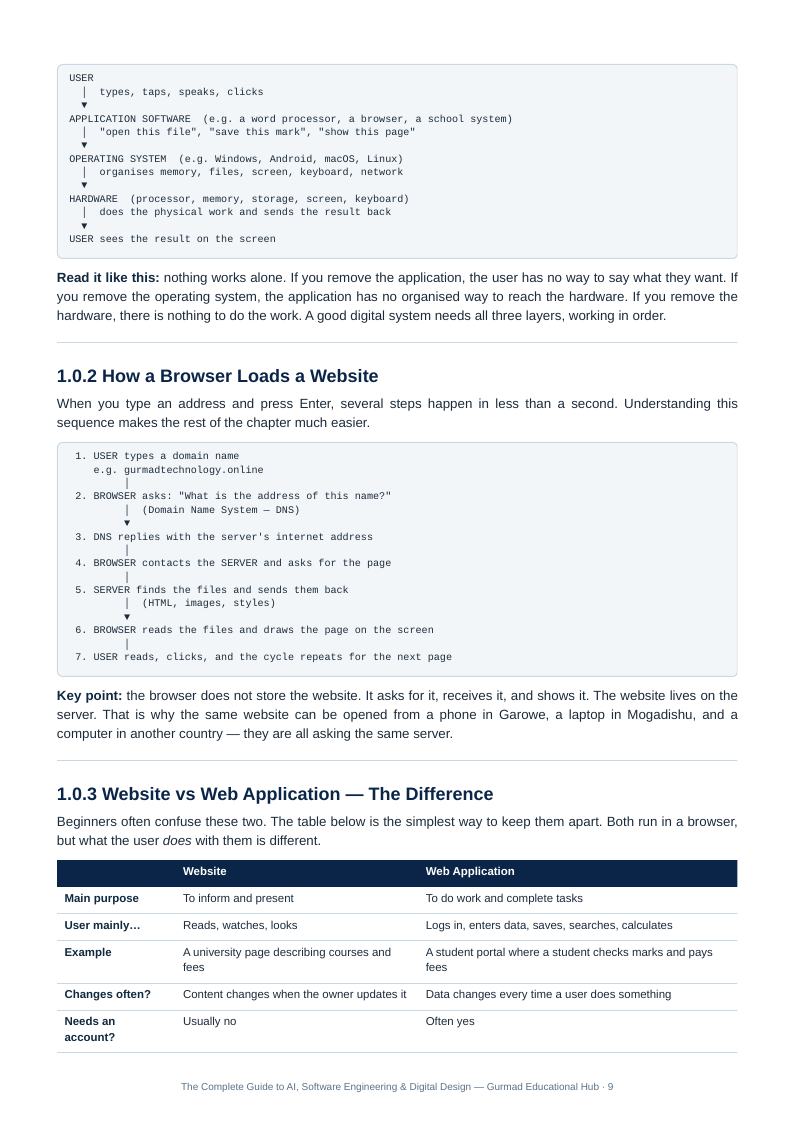 USER
│ types, taps, speaks, clicks
▼
APPLICATION SOFTWARE (e.g. a word processor, a browser, a school system)
│ "open this file", "save this mark", "show this page"
▼
OPERATING SYSTEM (e.g. Windows, Android, macOS, Linux)
│ organises memory, files, screen, keyboard, network
▼
HARDWARE (processor, memory, storage, screen, keyboard)
│ does the physical work and sends the result back
▼
USER sees the result on the screen
Read it like this: nothing works alone. If you remove the application, the user has no way to say what they want. If
you remove the operating system, the application has no organised way to reach the hardware. If you remove the
hardware, there is nothing to do the work. A good digital system needs all three layers, working in order.
1.0.2 How a Browser Loads a Website
When you type an address and press Enter, several steps happen in less than a second. Understanding this
sequence makes the rest of the chapter much easier.
1. USER types a domain name
e.g. gurmadtechnology.online
│
2. BROWSER asks: "What is the address of this name?"
│ (Domain Name System — DNS)
▼
3. DNS replies with the server's internet address
│
4. BROWSER contacts the SERVER and asks for the page
│
5. SERVER finds the files and sends them back
│ (HTML, images, styles)
▼
6. BROWSER reads the files and draws the page on the screen
│
7. USER reads, clicks, and the cycle repeats for the next page
Key point: the browser does not store the website. It asks for it, receives it, and shows it. The website lives on the
server. That is why the same website can be opened from a phone in Garowe, a laptop in Mogadishu, and a
computer in another country — they are all asking the same server.
1.0.3 Website vs Web Application — The Difference
Beginners often confuse these two. The table below is the simplest way to keep them apart. Both run in a browser,
but what the user does with them is different.
Website Web Application
Main purpose To inform and present To do work and complete tasks
User mainly… Reads, watches, looks Logs in, enters data, saves, searches, calculates
Example A university page describing courses and fees A student portal where a student checks marks and pays fees
Changes often? Content changes when the owner updates it Data changes every time a user does something
Needs an account? Usually no Often yes
The Complete Guide to AI, Software Engineering & Digital Design — Gurmad Educational Hub · 9